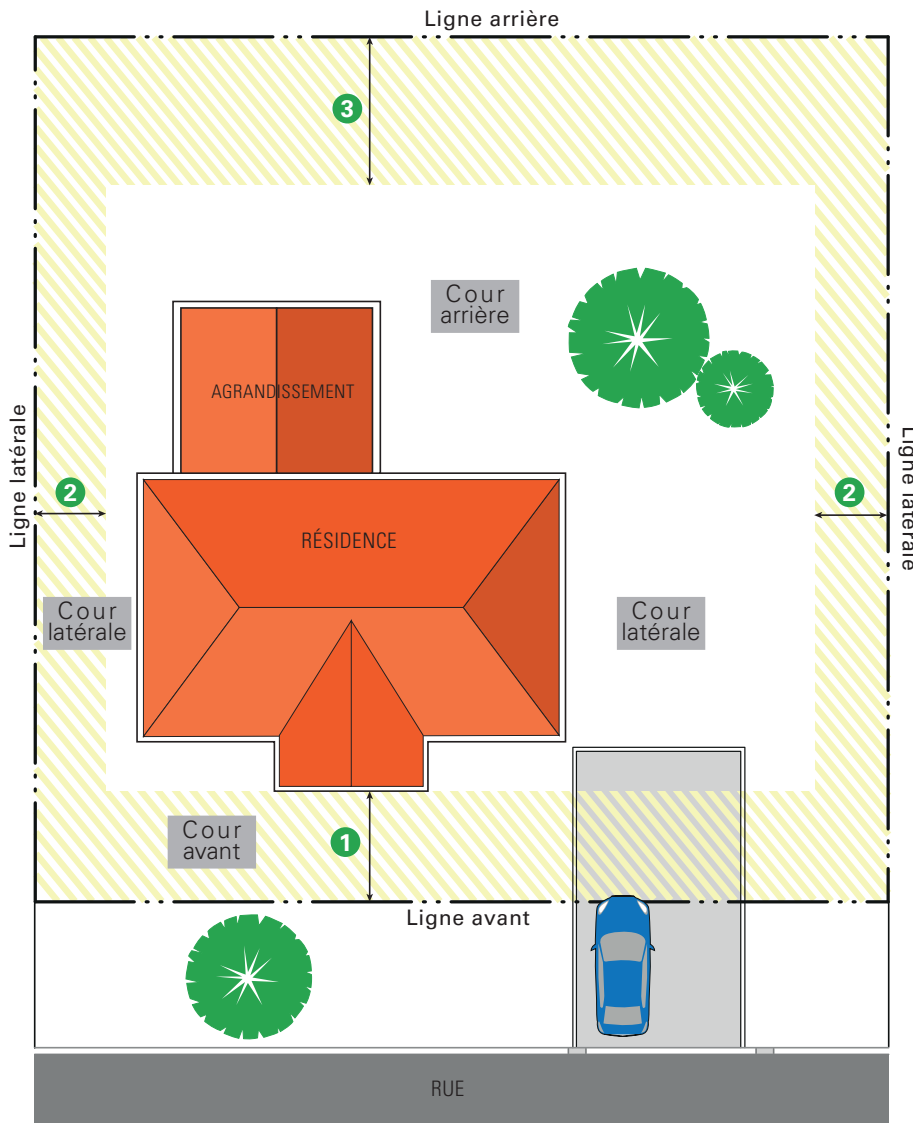 Ligne arrière
3
Cour
arrière
AGRANDISSEMENT
Ligne latérale
Ligne latérale
2
2
RÉSIDENCE
Cour
latérale
Cour
latérale
Cour
avant
1
Ligne avant
RUE